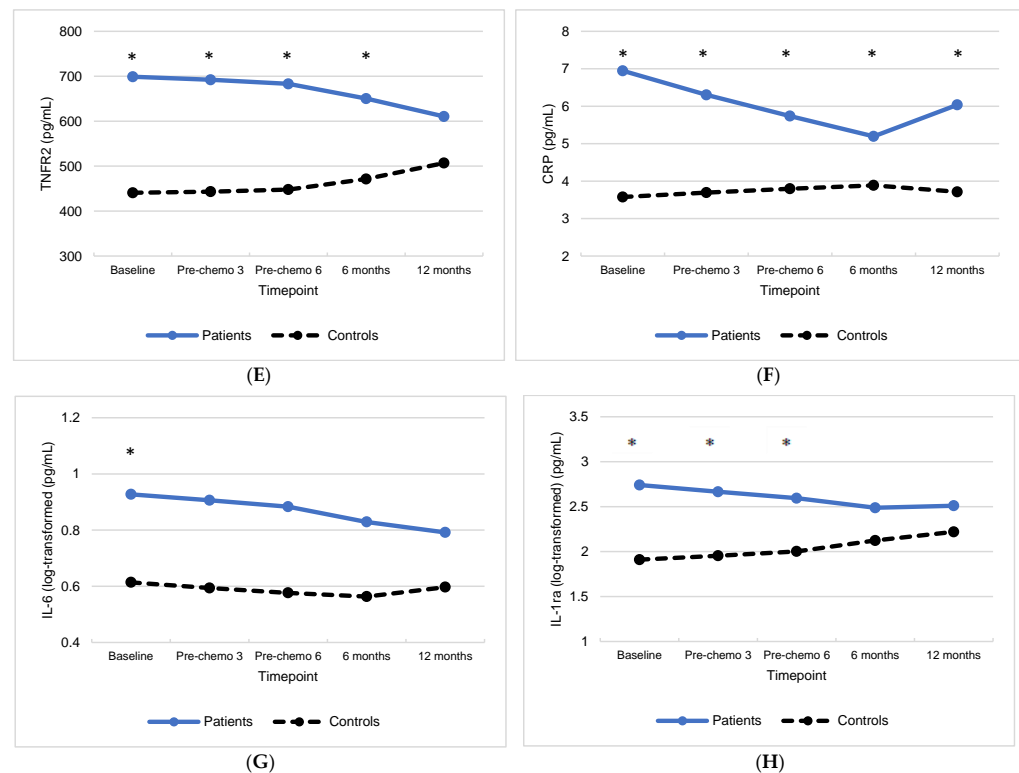 800
700
600
500
400
300
TNFR2 (pg/mL)
* * * *
Baseline Pre-chemo 3 Pre-chemo 6 6 months 12 months
Timepoint
Patients Controls
(E)
8
7
6
5
4
3
2
CRP (pg/mL)
* * * * *
Baseline Pre-chemo 3 Pre-chemo 6 6 months 12 months
Timepoint
Patients Controls
(F)
1.2
1
0.8
0.6
0.4
IL-6 (log-transformed (pg/mL)
*
Baseline Pre-chemo 3 Pre-chemo 6 6 months 12 months
Timepoint
Patients Controls
(G)
3.5
3
2.5
2
1.5
1
IL-1ra (log-transformed) (pg/mL)
* * *
Baseline Pre-chemo 3 Pre-chemo 6 6 months 12 months
Timepoint
Patients Controls
(H)